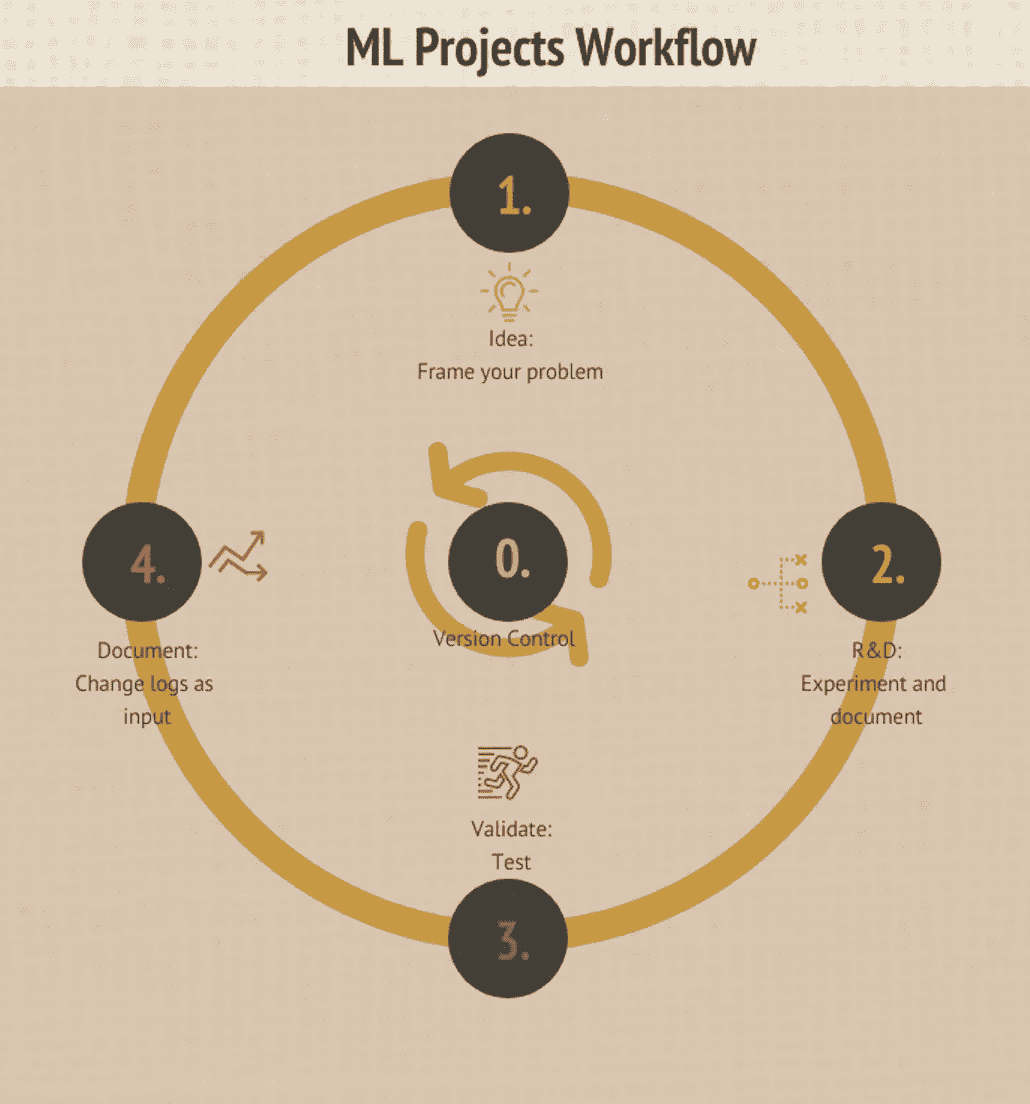 ML Projects Workflow
1.
Idea:
Frame your problem
4.
0.
2.
Version Control
Document:
Change logs as
input
R&D:
Experiment and
document
Validate:
Test
3.